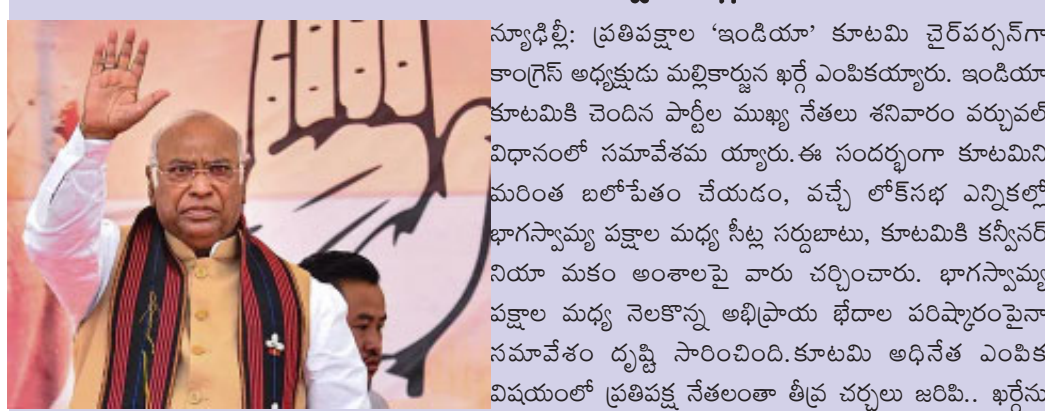 న్యూఢిల్లీ: ప్రతిపక్షాల ‘ఇండియా’ కూటమి చైర్‌పర్సన్‌గా
కాంగ్రెస్ అధ్యక్షుడు మల్లికార్జున ఖర్గే ఎంపికయ్యారు. ఇండియా
కూటమికి చెందిన పార్టీల ముఖ్య నేతలు శనివారం వర్చువల్
విధానంలో సమావేశమ య్యారు.ఈ సందర్భంగా కూటమిని
మరింత బలోపేతం చేయడం, వచ్చే లోక్‌సభ ఎన్నికల్లో
భాగస్వామ్య పక్షాల మధ్య సీట్ల సర్దుబాటు, కూటమికి కన్వీనర్
నియా మకం అంశాలపై వారు చర్చించారు. భాగస్వామ్య
పక్షాల మధ్య నెలకొన్న అభిప్రాయ భేదాల పరిష్కారంపైనా
సమావేశం దృష్టి సారించింది.కూటమి అధినేత ఎంపిక
విషయంలో ప్రతిపక్ష నేతలంతా తీవ్ర చర్చలు జరిపి.. ఖర్గేను